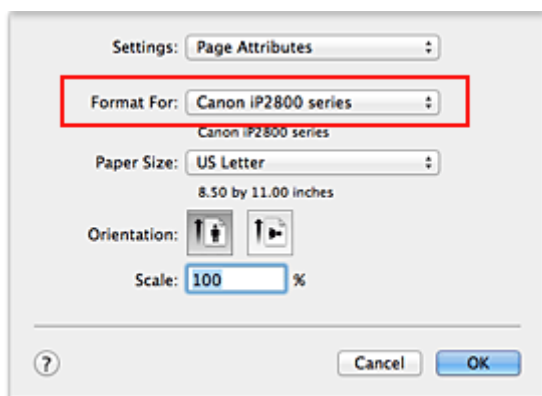 Settings: Page Attributes
Format For: Canon iP2800 series
Canon iP2800 series
Paper Size: US Letter
8.50 by 11.00 inches
Orientation:
Scale: 100 %
? Cancel OK